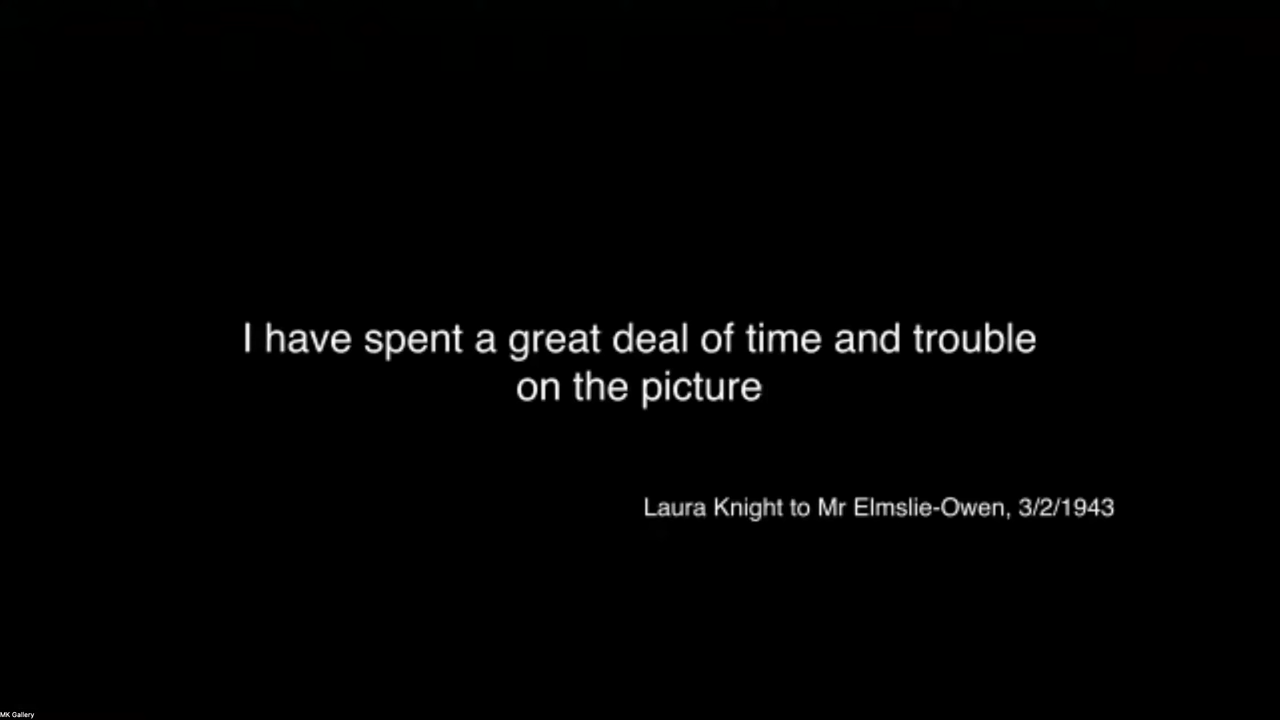 I have spent a great deal of time and trouble
on the picture
Laura Knight to Mr Elmslie-Owen, 3/2/1943
MK Gallery